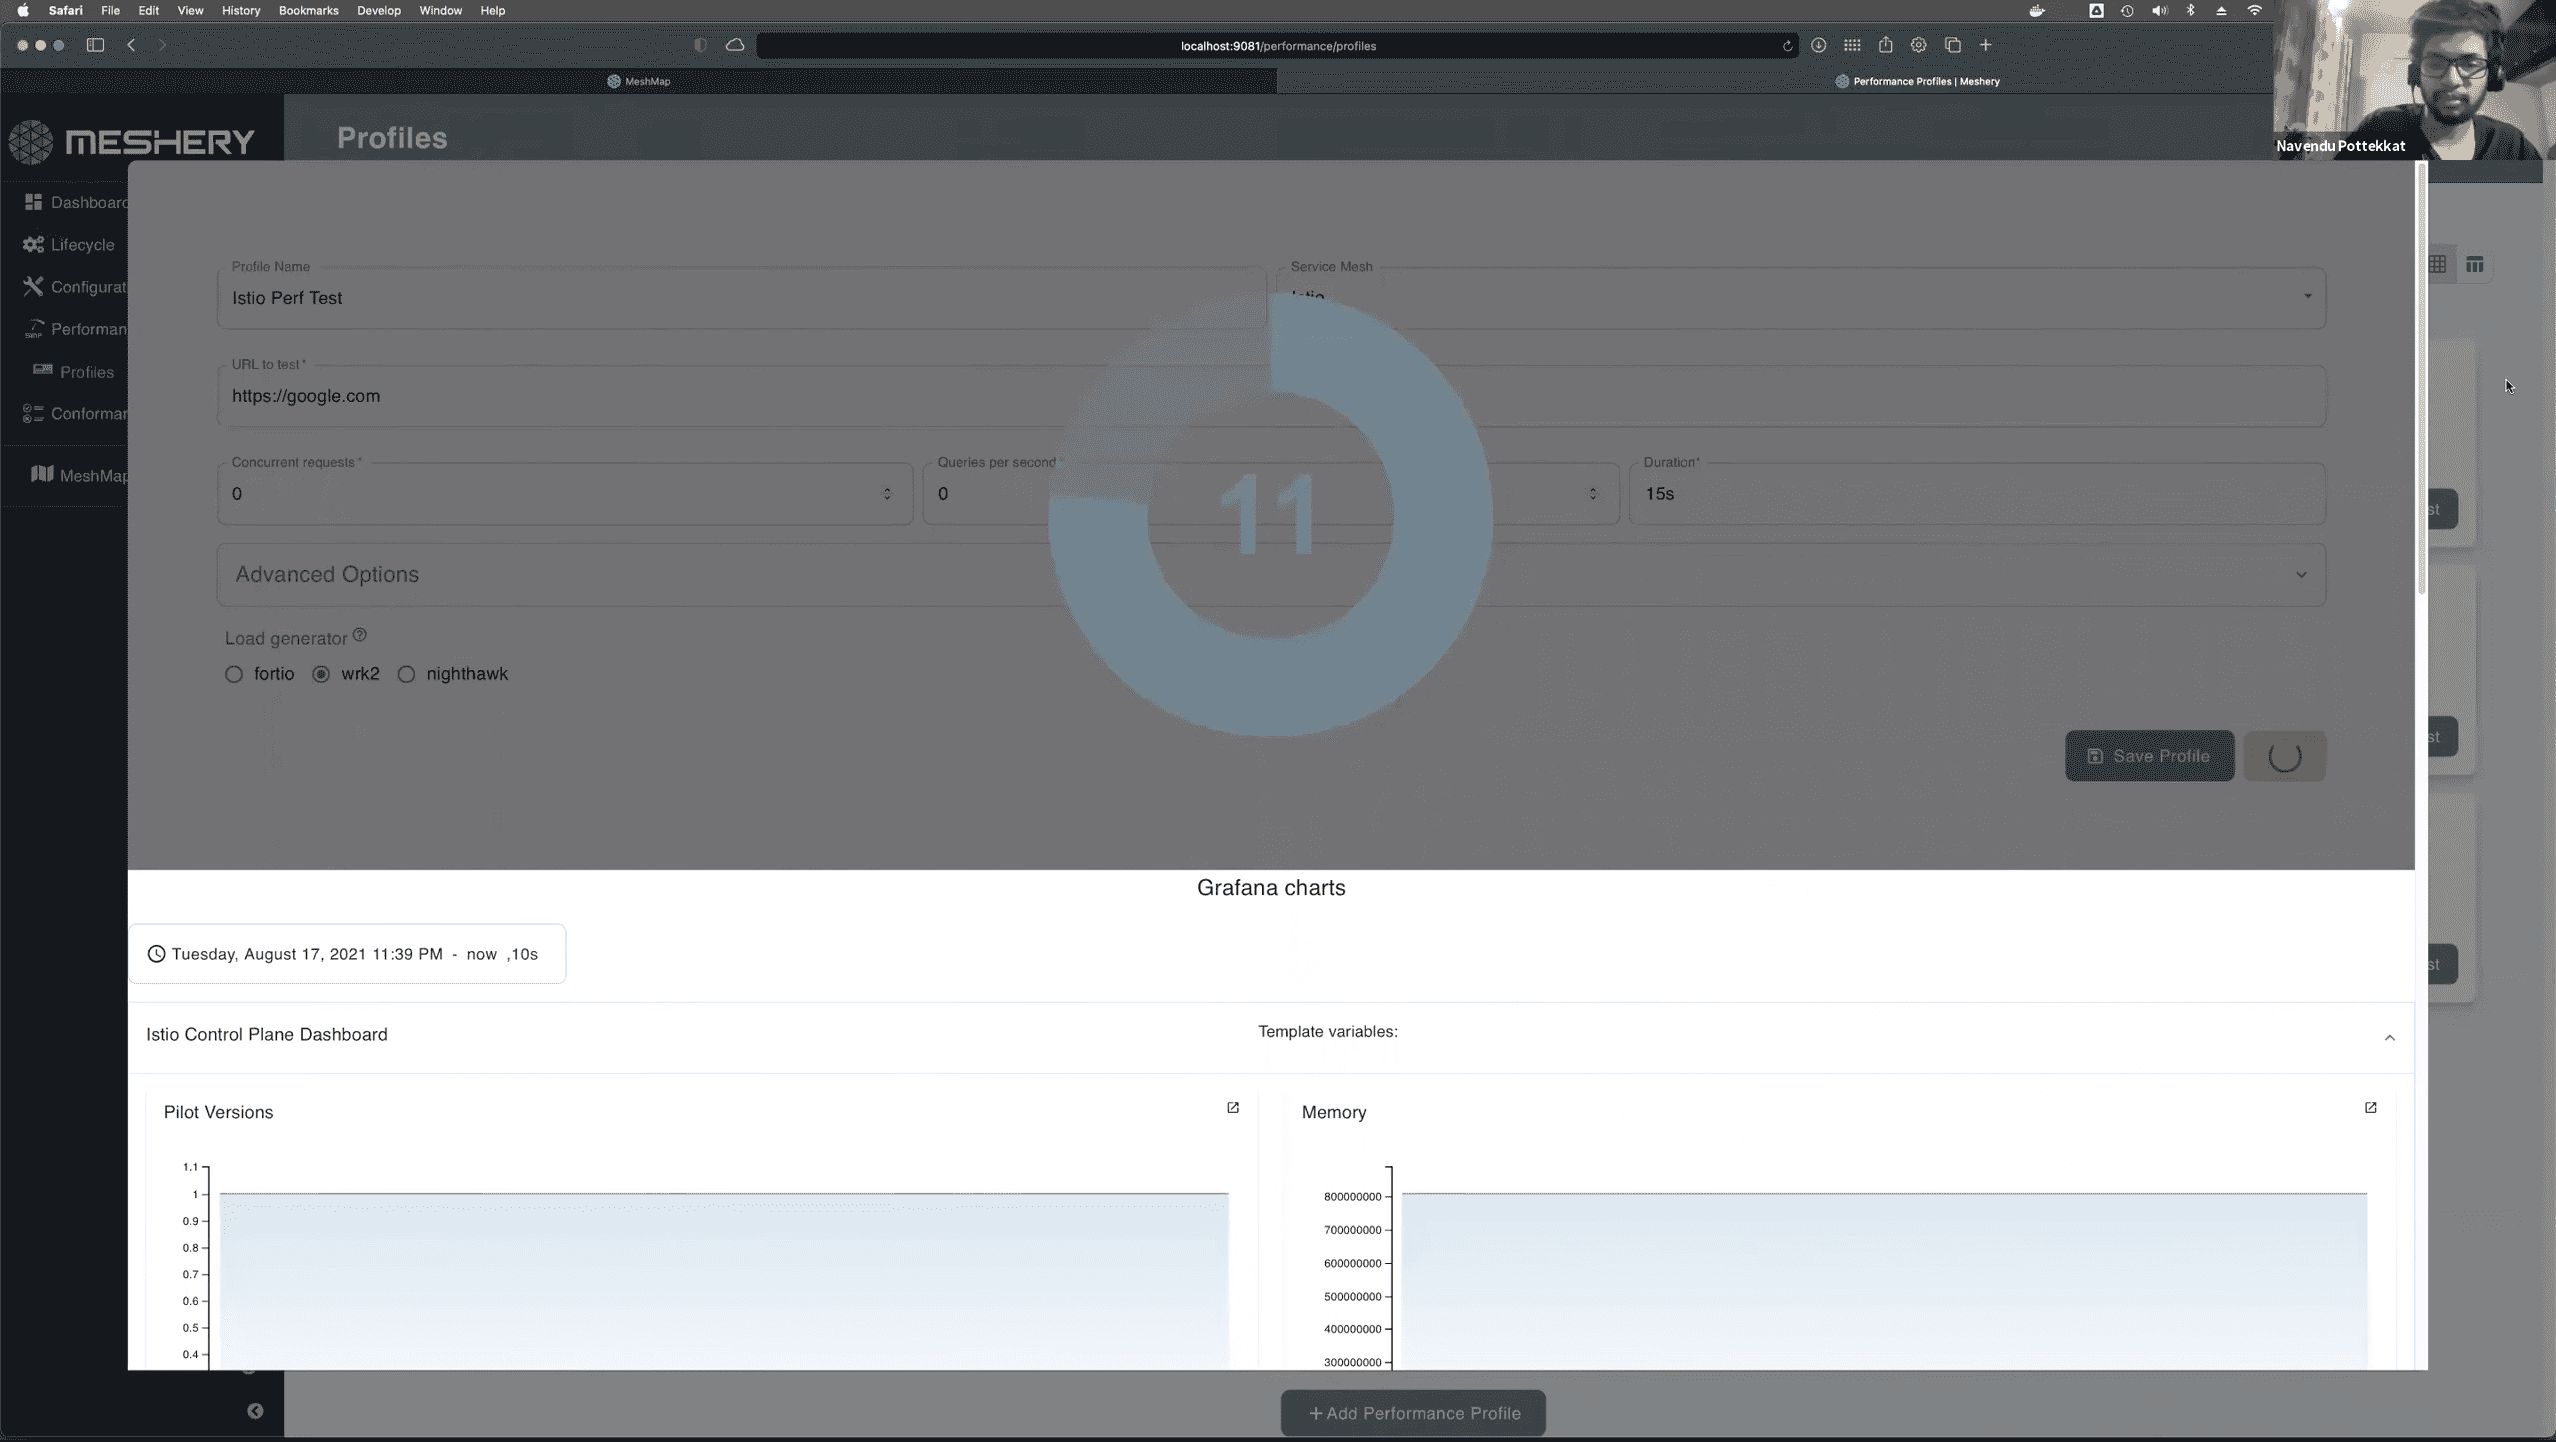 Safari File Edit View History Bookmarks Develop Window Help
localhost:9081/performance/profiles
MeshMap
Performance Profiles | Meshery
Navendu Pottekkat
MESHERY
Profiles
Dashboard
Lifecycle
Configurat
Performan
Profiles
Conformar
MeshMap
Profile Name
Istio Perf Test
Service Mesh
Istio
URL to test*
https://google.com
Concurrent requests*
0
Queries per second*
0
Duration*
15s
11
Advanced Options
Load generator
fortio wrk2 nighthawk
Save Profile
st
st
st
Grafana charts
Tuesday, August 17, 2021 11:39 PM - now ,10s
Istio Control Plane Dashboard
Template variables:
Pilot Versions
1.1
1
0.9
0.8
0.7
0.6
0.5
0.4
Memory
800000000
700000000
600000000
500000000
400000000
300000000
+ Add Performance Profile